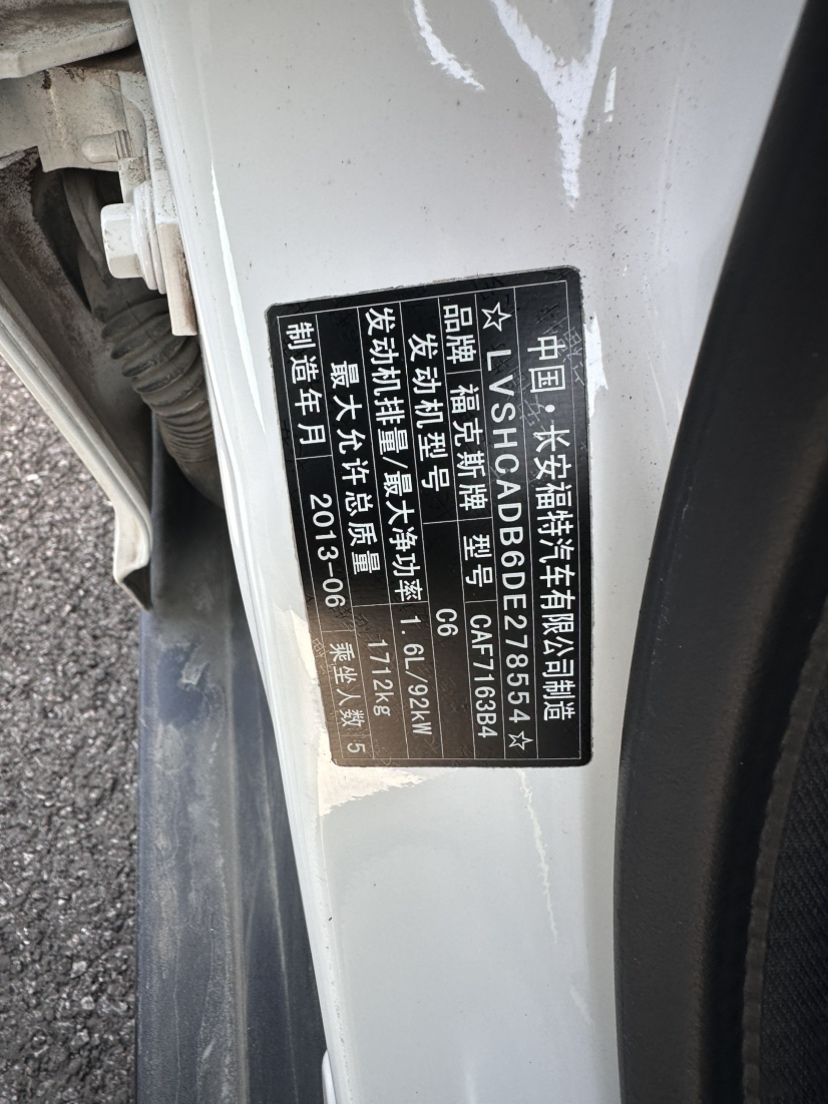 中国·长安福特汽车有限公司制造
☆LVSHCADB6DE278554☆
品牌 福克斯牌 型号 CAF7163B4
发动机型号 C6
发动机排量/最大净功率 1.6L/92kW
最大允许总质量 1712kg
制造年月 2013-06 乘坐人数 5